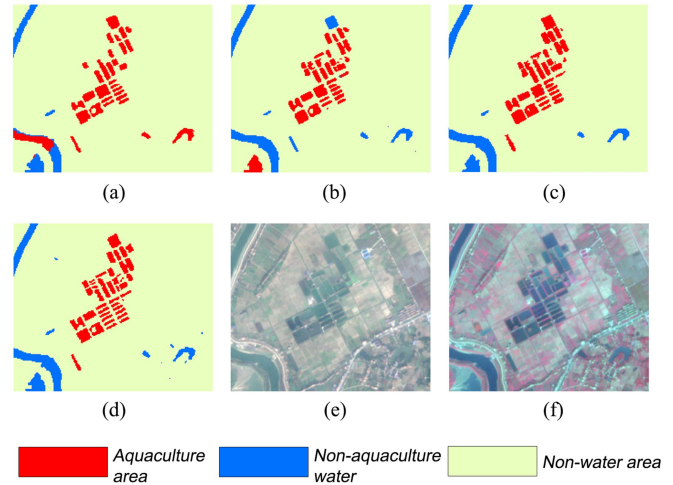 (a)
(b)
(c)
(d)
(e)
(f)
Aquaculture
area
Non-aquaculture
water
Non-water area